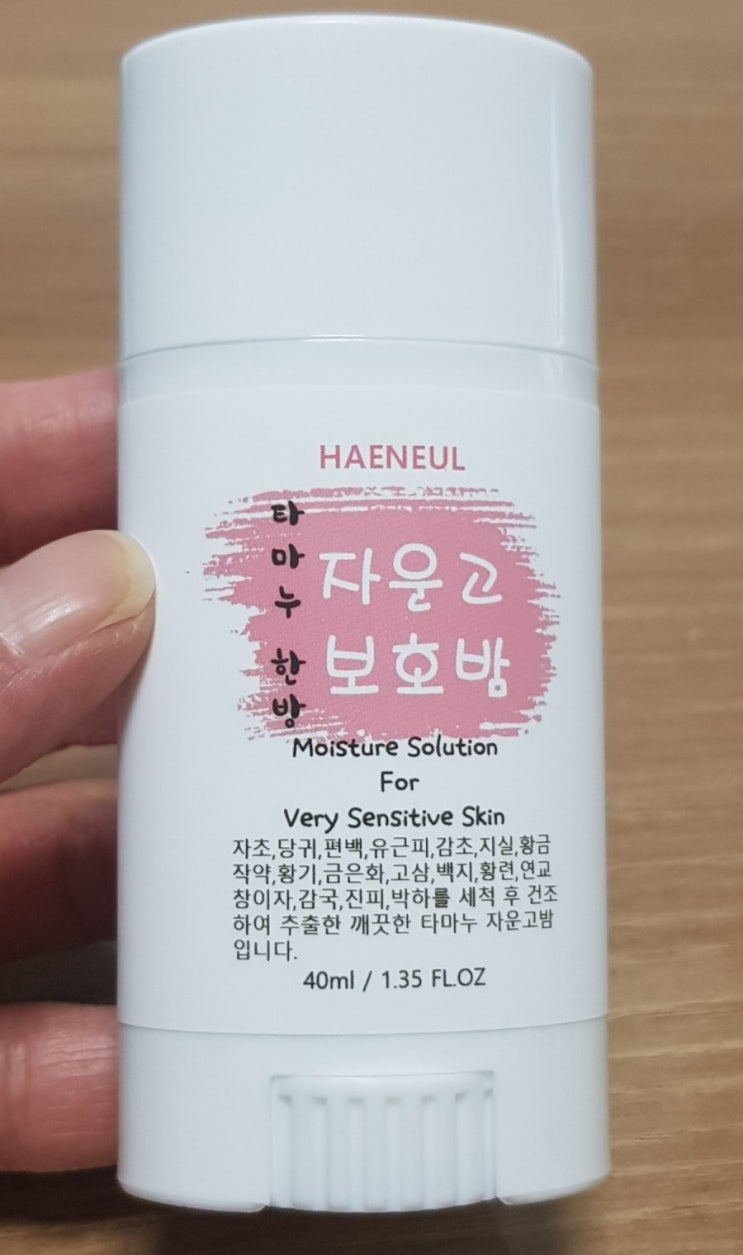 HAENEUL
타마누 한방
자운고
보호밤
Moisture Solution
For
Very Sensitive Skin
자초,당귀,편백,유근피,감초,지실,황금
작약,황기,금은화,고삼,백지,황련,연교
창이자,감국,진피,박하를 세척 후 건조
하여 추출한 깨끗한 타마누 자운고밤
입니다.
40ml / 1.35 FL.OZ